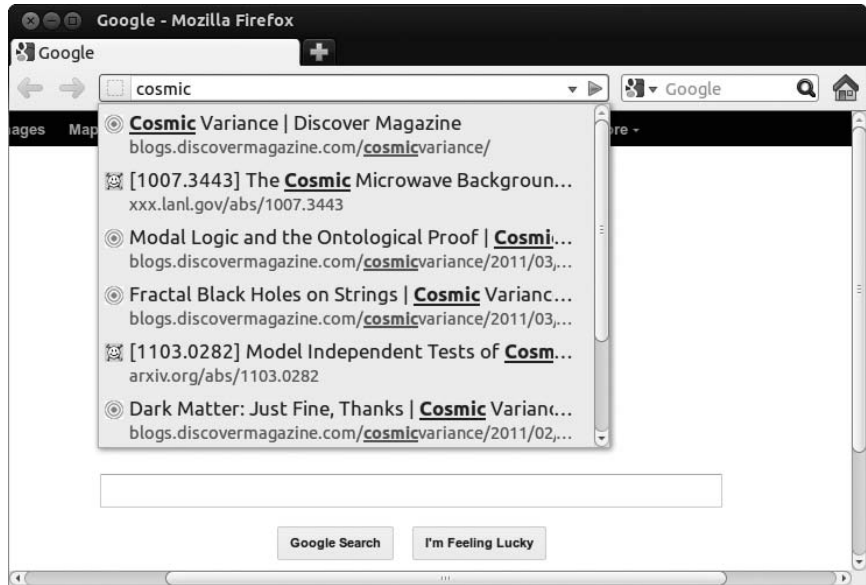 Google - Mozilla Firefox
Google
cosmic
Google
ages Map
re
Cosmic Variance | Discover Magazine
blogs.discovermagazine.com/cosmicvariance/
[1007.3443] The Cosmic Microwave Backgroun...
xxx.lanl.gov/abs/1007.3443
Modal Logic and the Ontological Proof | Cosmi...
blogs.discovermagazine.com/cosmicvariance/2011/03,...
Fractal Black Holes on Strings | Cosmic Varianc...
blogs.discovermagazine.com/cosmicvariance/2011/03,...
[1103.0282] Model Independent Tests of Cosm...
arxiv.org/abs/1103.0282
Dark Matter: Just Fine, Thanks | Cosmic Varianc...
blogs.discovermagazine.com/cosmicvariance/2011/02,...
Google Search
I'm Feeling Lucky